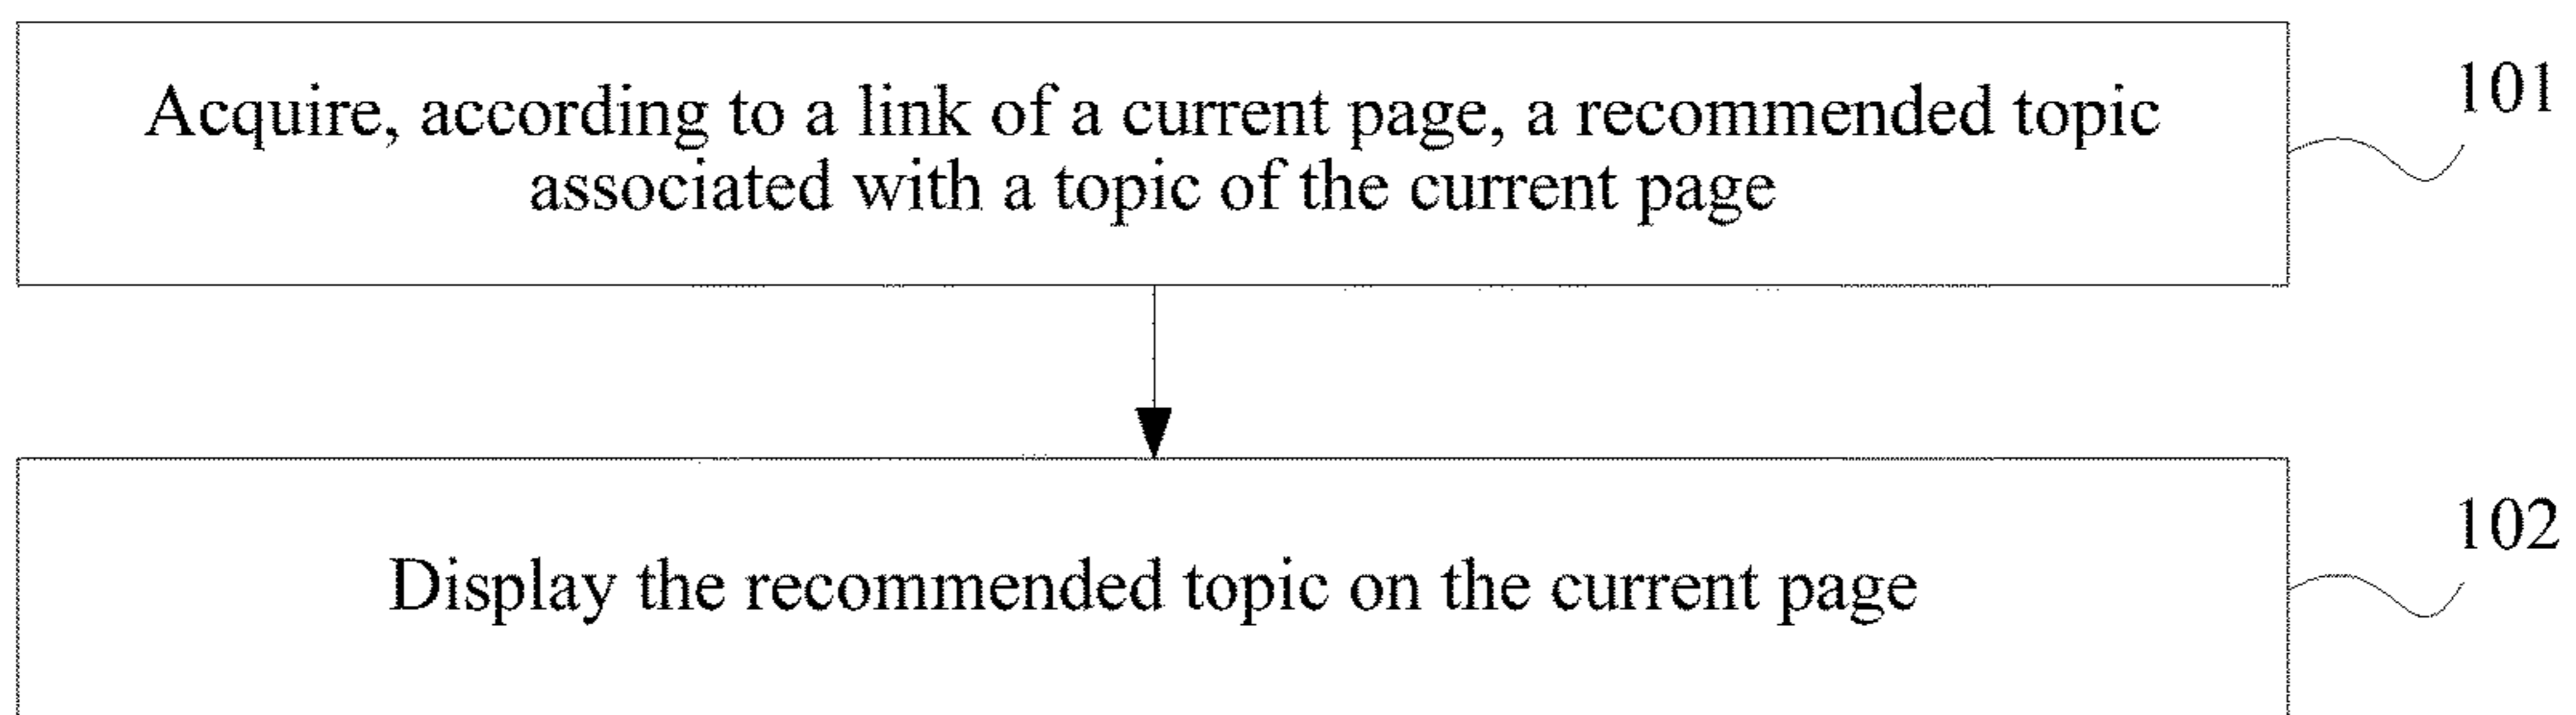 Acquire, according to a link of a current page, a recommended topic
associated with a topic of the current page
101
Display the recommended topic on the current page
102